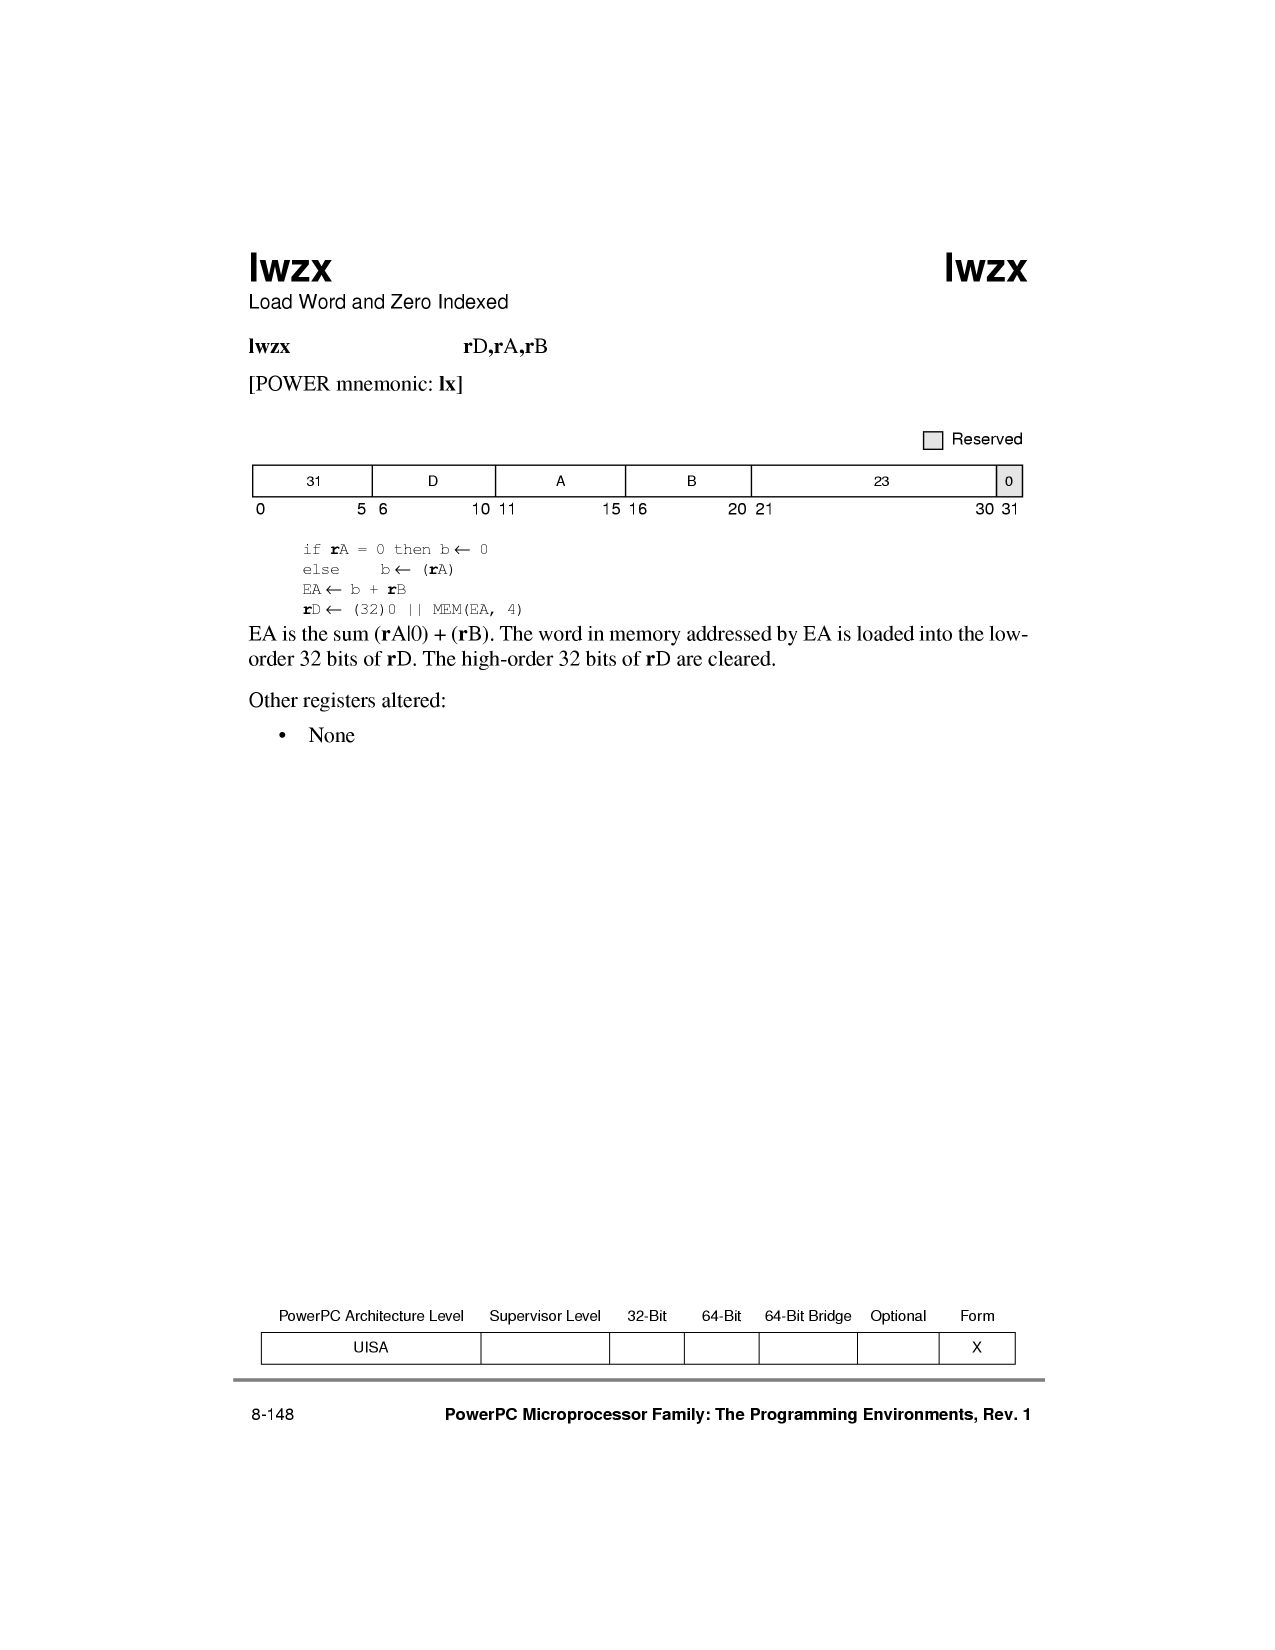 lwzx lwzx
Load Word and Zero Indexed
lwzx rD,rA,rB
[POWER mnemonic: lx]
Reserved
31 D A B 23 0
0 5 6 10 11 15 16 20 21 30 31
if rA = 0 then b ← 0
else b ← (rA)
EA ← b + rB
rD ← (32)0 || MEM(EA, 4)
EA is the sum (rA|0) + (rB). The word in memory addressed by EA is loaded into the low-
order 32 bits of rD. The high-order 32 bits of rD are cleared.
Other registers altered:
• None
PowerPC Architecture Level Supervisor Level 32-Bit 64-Bit 64-Bit Bridge Optional Form
UISA X
8-148 PowerPC Microprocessor Family: The Programming Environments, Rev. 1